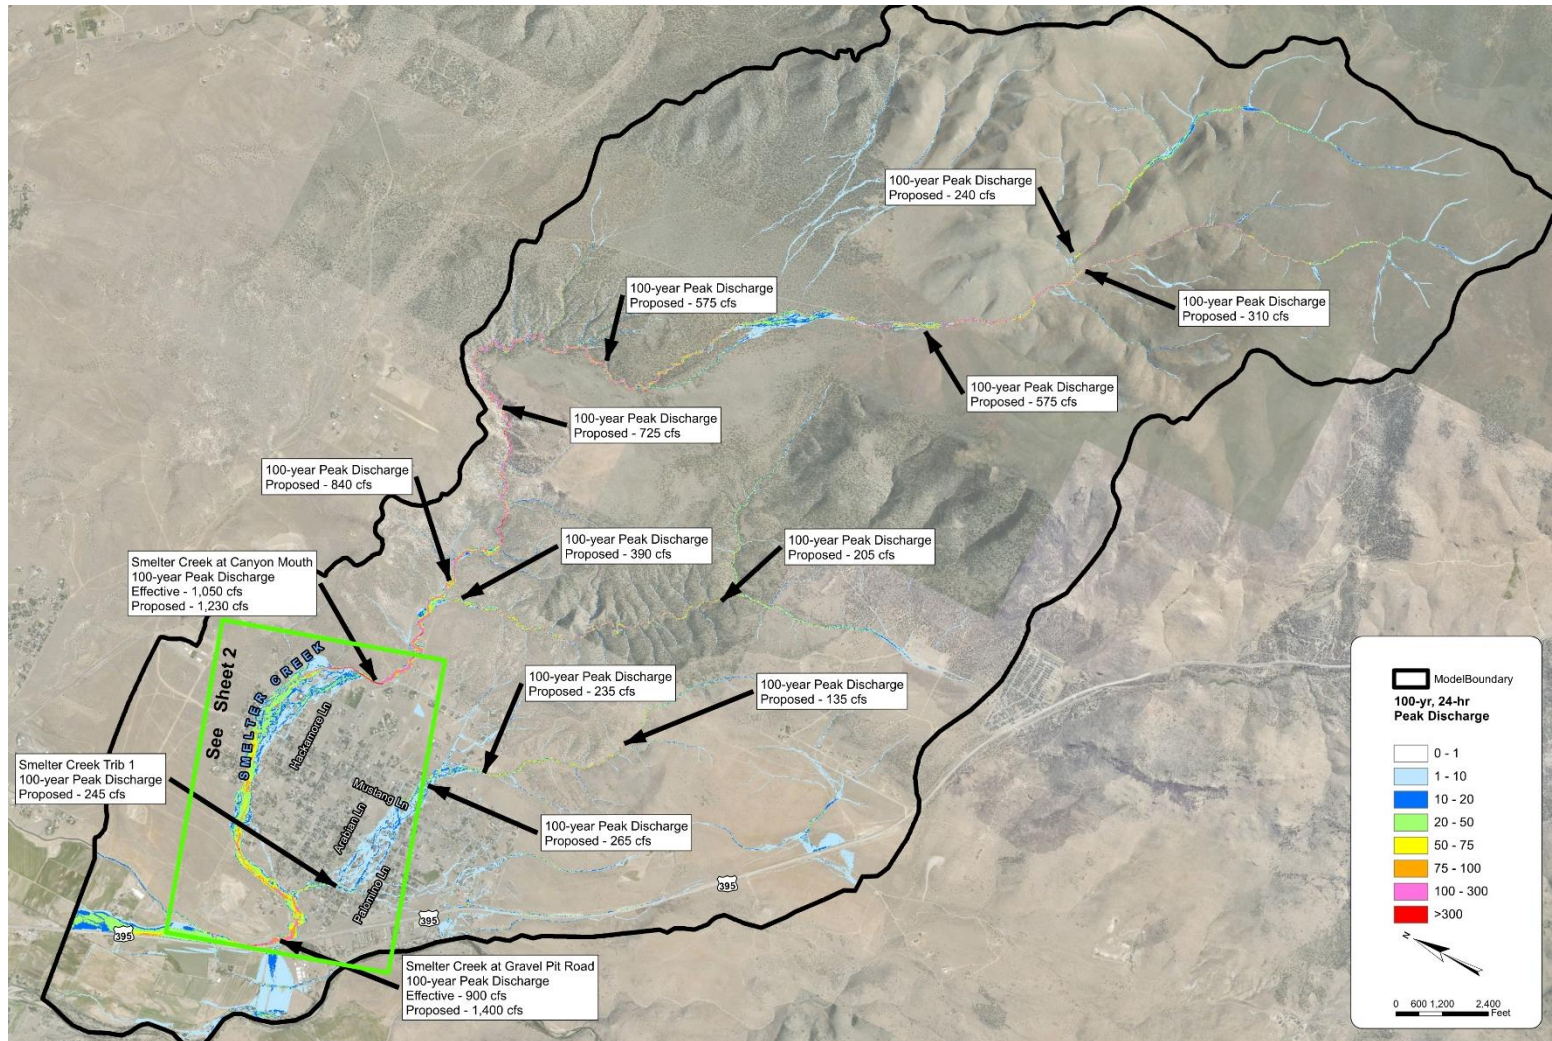 100-year Peak Discharge
Proposed - 240 cfs
100-year Peak Discharge
Proposed - 575 cfs
100-year Peak Discharge
Proposed - 310 cfs
100-year Peak Discharge
Proposed - 575 cfs
100-year Peak Discharge
Proposed - 725 cfs
100-year Peak Discharge
Proposed - 840 cfs
100-year Peak Discharge
Proposed - 390 cfs
100-year Peak Discharge
Proposed - 205 cfs
Smelter Creek at Canyon Mouth
100-year Peak Discharge
Effective - 1,050 cfs
Proposed - 1,230 cfs
See Sheet 2
SMELTER CREEK
Hackamore Ln
100-year Peak Discharge
Proposed - 235 cfs
100-year Peak Discharge
Proposed - 135 cfs
Smelter Creek Trib 1
100-year Peak Discharge
Proposed - 245 cfs
Mustang Ln
Arabian Ln
Palomino Ln
100-year Peak Discharge
Proposed - 265 cfs
395
395
395
Smelter Creek at Gravel Pit Road
100-year Peak Discharge
Effective - 900 cfs
Proposed - 1,400 cfs
ModelBoundary
100-yr, 24-hr
Peak Discharge
0 - 1
1 - 10
10 - 20
20 - 50
50 - 75
75 - 100
100 - 300
>300
N
0 600 1,200 2,400
Feet